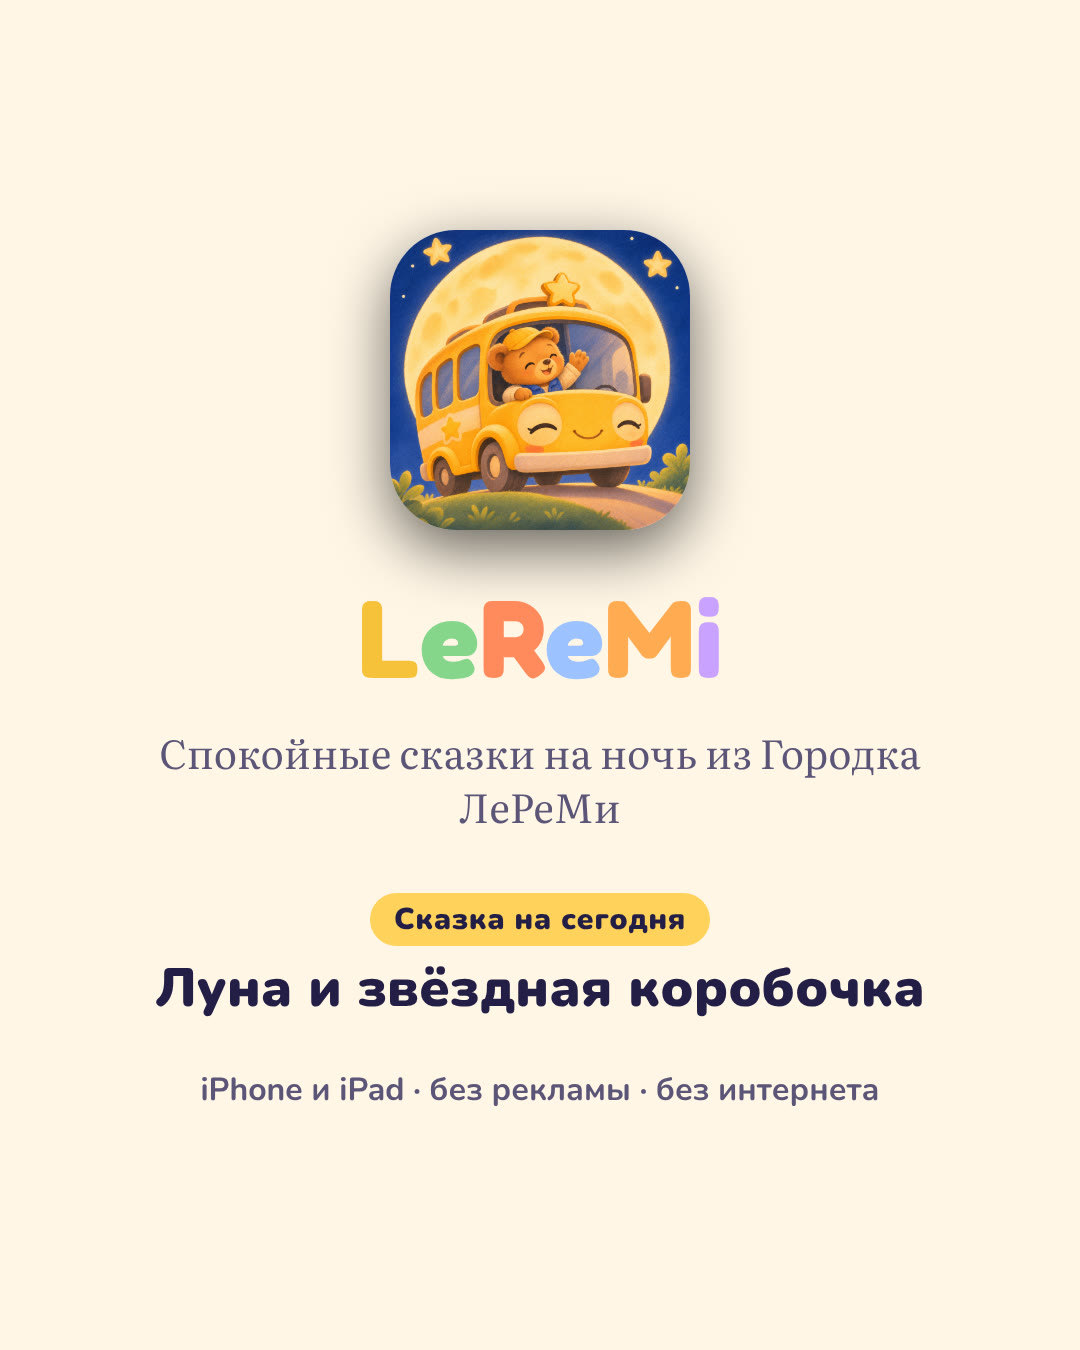 LeReMi
Спокойные сказки на ночь из Городка
ЛеРеМи
Сказка на сегодня
Луна и звёздная коробочка
iPhone и iPad · без рекламы · без интернета